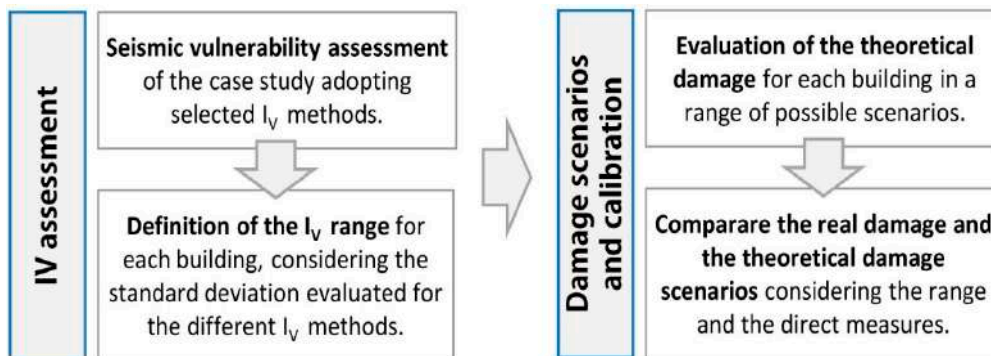 IV assessment
Seismic vulnerability assessment
of the case study adopting
selected IV methods.
Definition of the IV range for
each building, considering the
standard deviation evaluated for
the different IV methods.
Damage scenarios
and calibration
Evaluation of the theoretical
damage for each building in a
range of possible scenarios.
Comparare the real damage and
the theoretical damage
scenarios considering the range
and the direct measures.